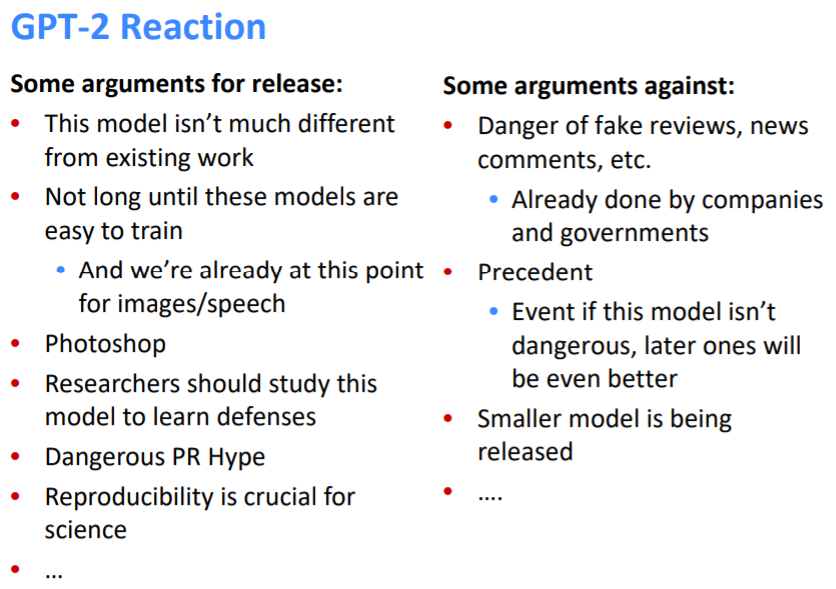 GPT-2 Reaction
Some arguments for release:
• This model isn't much different
from existing work
• Not long until these models are
easy to train
• And we're already at this point
for images/speech
• Photoshop
• Researchers should study this
model to learn defenses
• Dangerous PR Hype
• Reproducibility is crucial for
science
• ...
Some arguments against:
• Danger of fake reviews, news
comments, etc.
• Already done by companies
and governments
• Precedent
• Event if this model isn't
dangerous, later ones will
be even better
• Smaller model is being
released
• ....